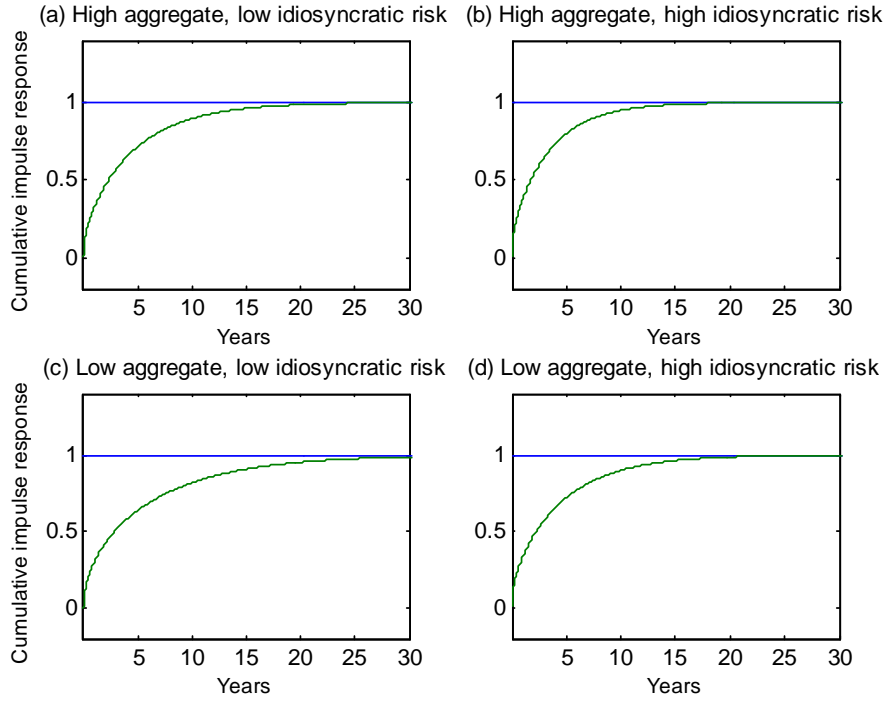 (a) High aggregate, low idiosyncratic risk
Cumulative impulse response
1
0.5
0
5 10 15 20 25 30
Years
(b) High aggregate, high idiosyncratic risk
1
0.5
0
5 10 15 20 25 30
Years
(c) Low aggregate, low idiosyncratic risk
Cumulative impulse response
1
0.5
0
5 10 15 20 25 30
Years
(d) Low aggregate, high idiosyncratic risk
1
0.5
0
5 10 15 20 25 30
Years